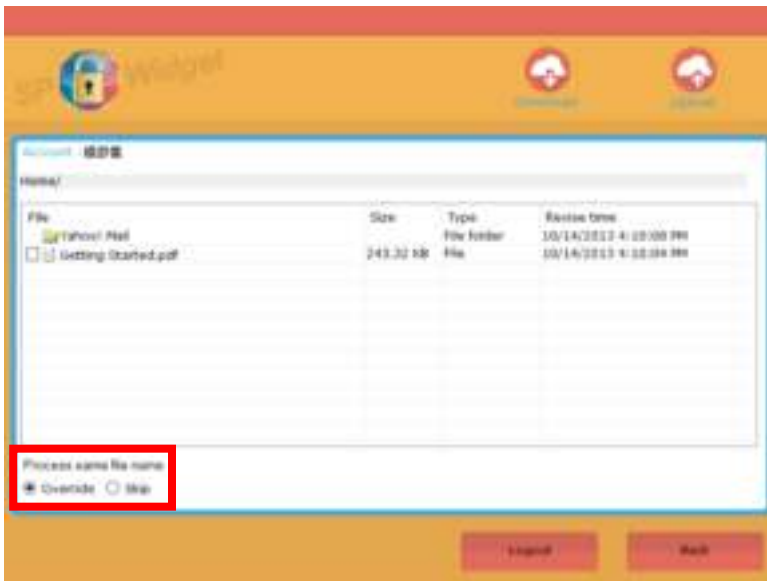 SP Widget
Download Upload
Account
Home/
File Size Type Revise time
Yahoo! Mail File folder 10/14/2013 4:10:00 PM
Getting Started.pdf 243.32 KB File 10/14/2013 4:10:04 PM
Process same file name
Override Skip
Logout Back